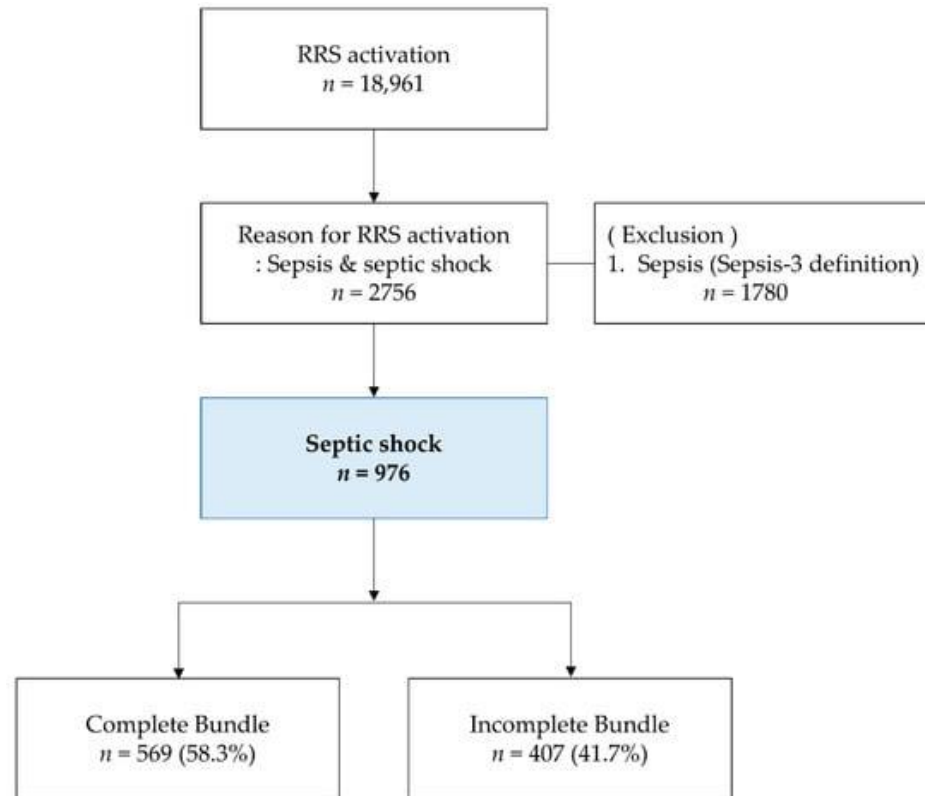 RRS activation
n = 18,961
Reason for RRS activation
: Sepsis & septic shock
n = 2756
( Exclusion )
1. Sepsis (Sepsis-3 definition)
n = 1780
Septic shock
n = 976
Complete Bundle
n = 569 (58.3%)
Incomplete Bundle
n = 407 (41.7%)